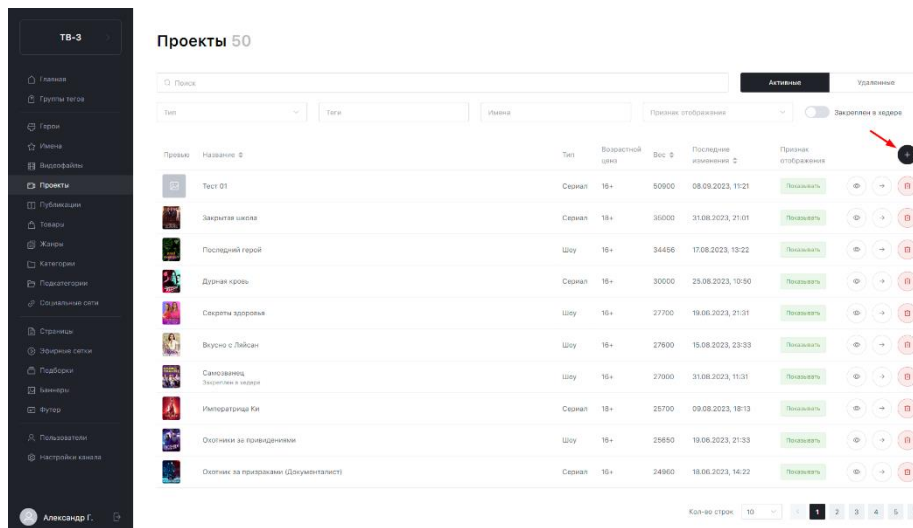 ТВ-3
Главная
Группы тегов
Герои
Имена
Видеофайлы
Проекты
Публикации
Товары
Жанры
Категории
Подкатегории
Социальные сети
Страницы
Эфирные сетки
Подборки
Баннеры
Футер
Пользователи
Настройки канала
Александр Г.
Проекты 50
Поиск Активные Удаленные
Тип Теги Имена Признак отображения Закреплен в хедере
Превью Название Тип Возрастной ценз Вес Последние изменения Признак отображения
Тест 01 Сериал 16+ 50900 08.09.2023, 11:21 Показывать
Закрытая школа Сериал 16+ 35000 31.08.2023, 21:01 Показывать
Последний герой Шоу 16+ 34456 17.08.2023, 13:22 Показывать
Дурная кровь Сериал 16+ 30000 25.08.2023, 10:50 Показывать
Секреты здоровья Шоу 16+ 27700 19.06.2023, 21:31 Показывать
Вкусно с Ляйсан Шоу 16+ 27600 15.08.2023, 23:33 Показывать
Самозванец Шоу 16+ 27000 31.08.2023, 11:31 Показывать
Закреплен в хедере
Императрица Ки Сериал 18+ 25700 09.08.2023, 18:13 Показывать
Охотники за привидениями Шоу 16+ 25650 19.06.2023, 21:33 Показывать
Охотник за призраками (Документалист) Сериал 16+ 24960 18.06.2023, 14:22 Показывать
Кол-во строк 10 1 2 3 4 5